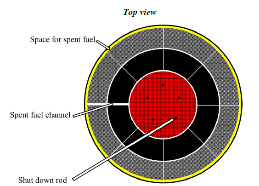 Top view
Space for spent fuel
Spent fuel channel
Shut down rod